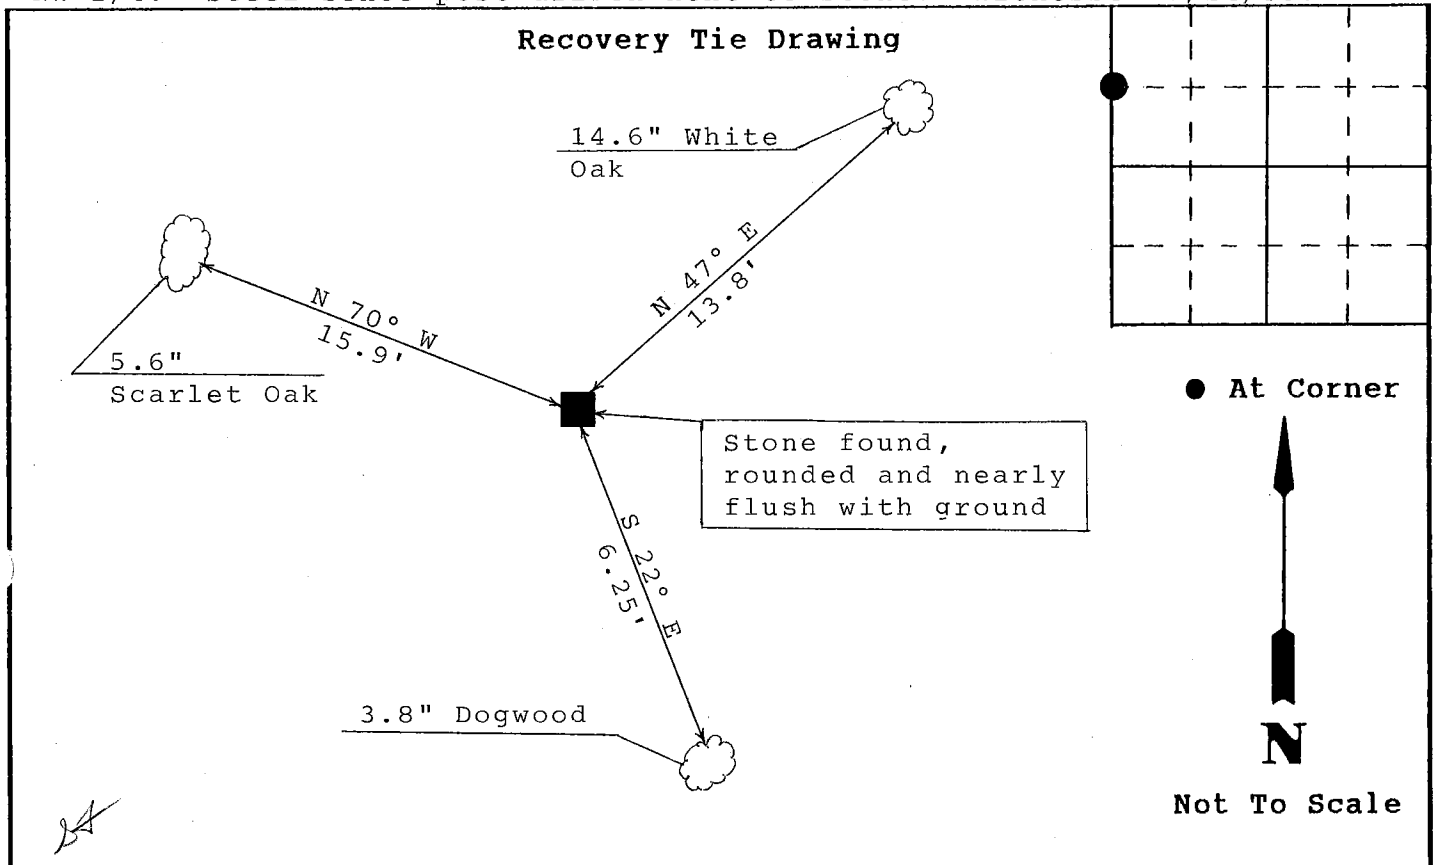 Recovery Tie Drawing
14.6" White
Oak
N 47° E
13.8'
N 70° W
15.9'
5.6"
Scarlet Oak
● At Corner
Stone found,
rounded and nearly
flush with ground
S 22° E
6.25'
3.8" Dogwood
N
Not To Scale